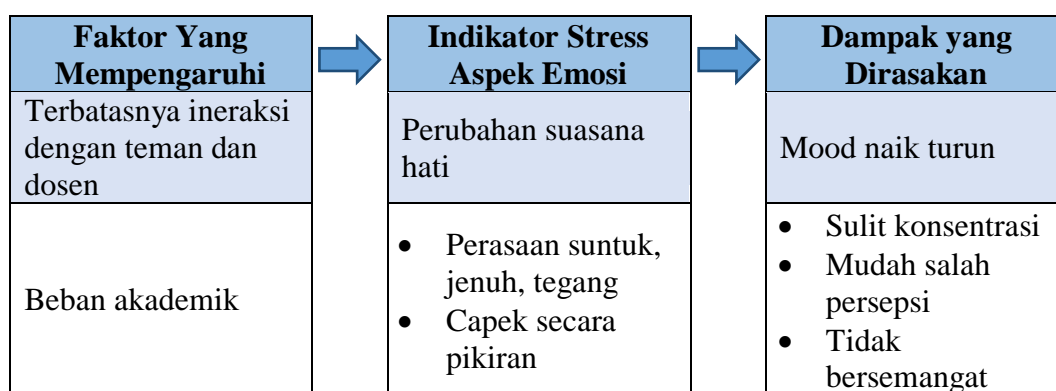 Faktor Yang
Mempengaruhi
Indikator Stress
Aspek Emosi
Dampak yang
Dirasakan
Terbatasnya ineraksi
dengan teman dan
dosen
Perubahan suasana
hati
Mood naik turun
Beban akademik
• Perasaan suntuk,
jenuh, tegang
• Capek secara
pikiran
• Sulit konsentrasi
• Mudah salah
persepsi
• Tidak
bersemangat